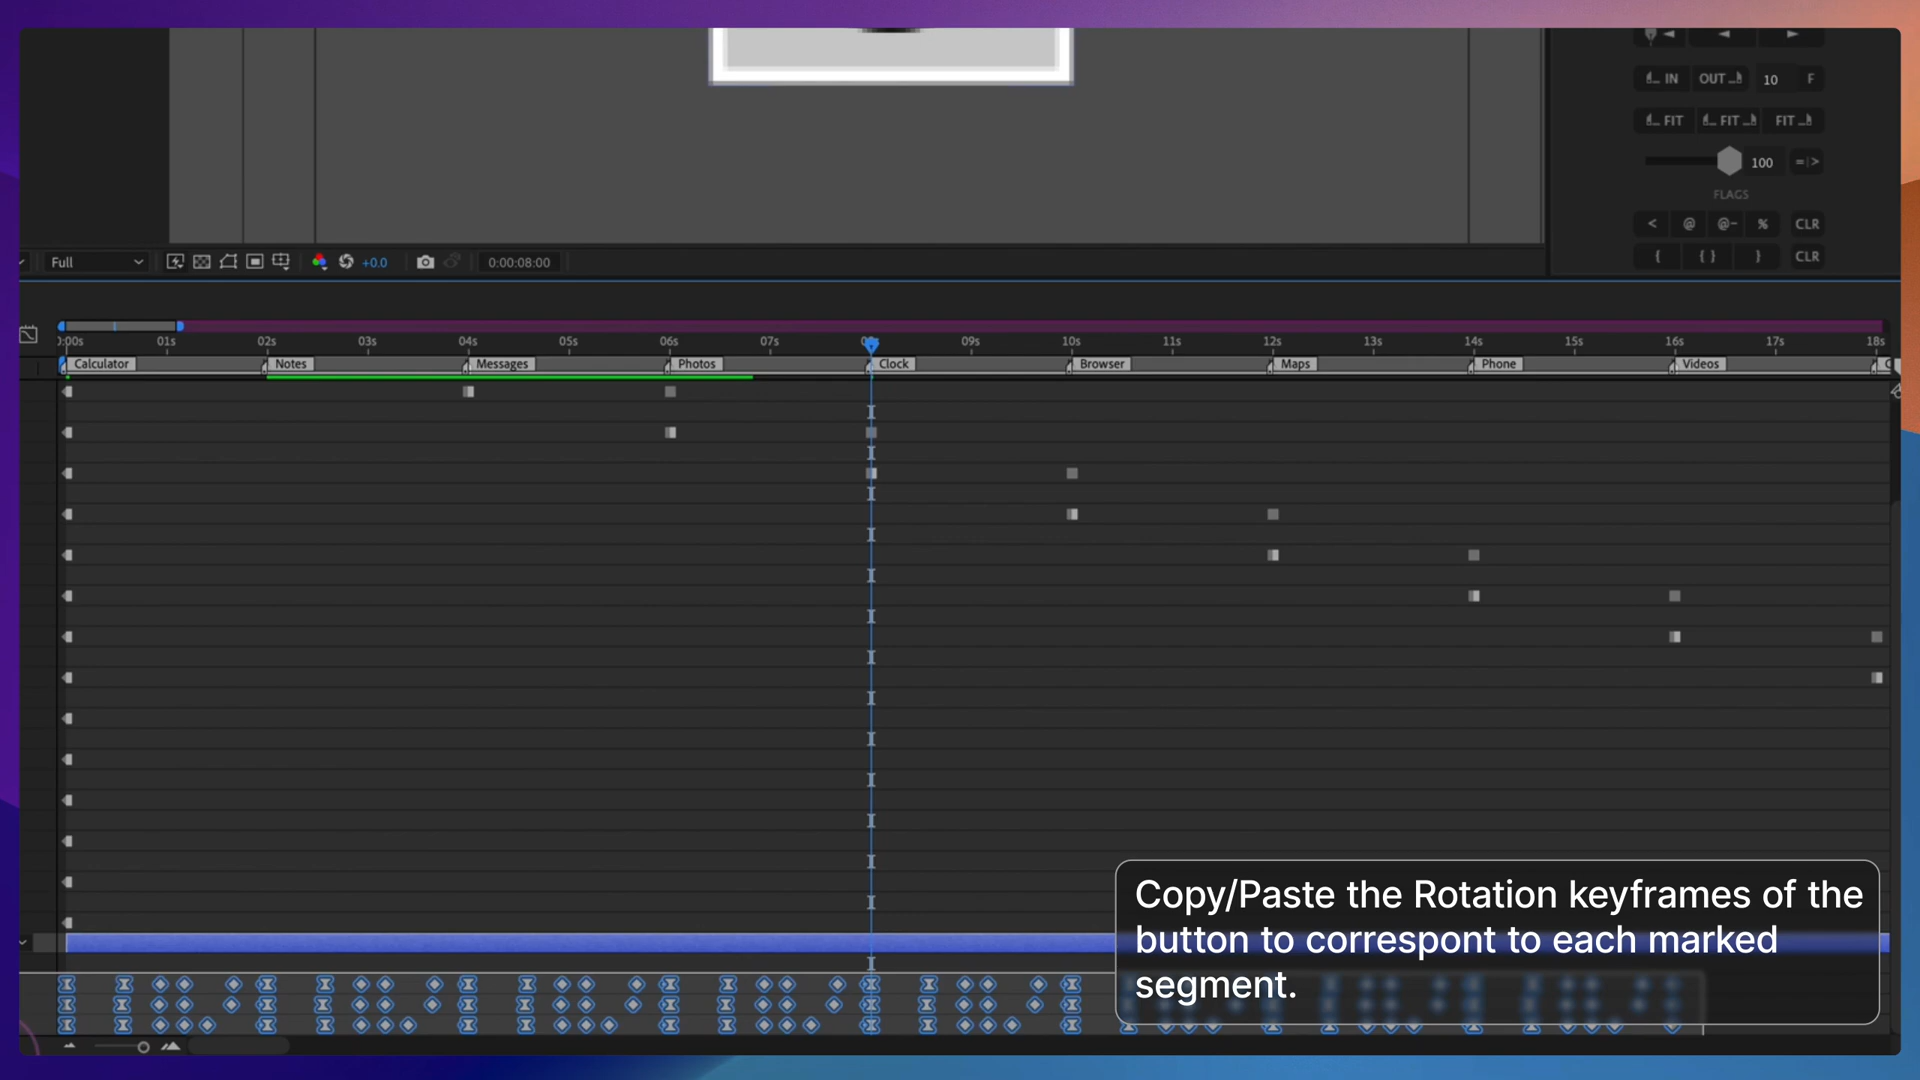 IN OUT 10 F
FIT FIT FIT
100 = | >
FLAGS
< @ @- % CLR
{ { } } CLR
Full +0.0 0:00:08:00
0:00s 01s 02s 03s 04s 05s 06s 07s 09s 10s 11s 12s 13s 14s 15s 16s 17s 18s
Calculator Notes Messages Photos Clock Browser Maps Phone Videos
Copy/Paste the Rotation keyframes of the
button to correspont to each marked
segment.